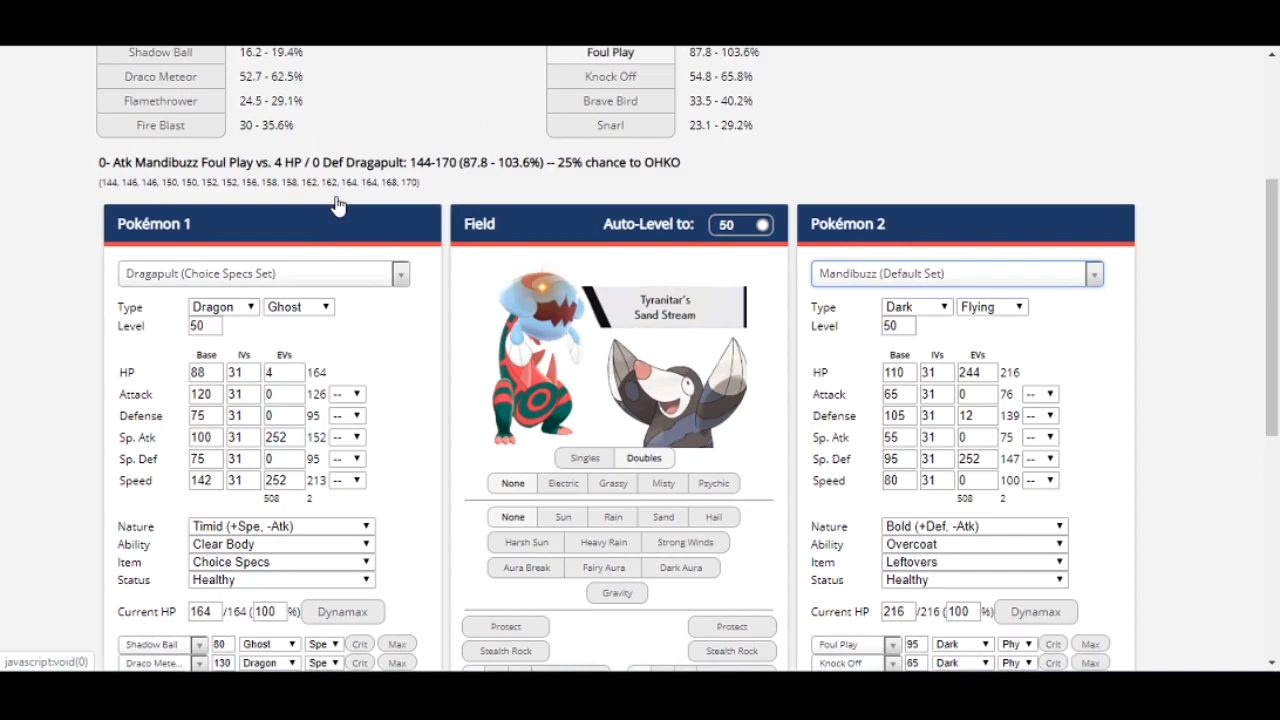 Shadow Ball 16.2 - 19.4% Foul Play 87.8 - 103.6%
Draco Meteor 52.7 - 62.5% Knock Off 54.8 - 65.8%
Flamethrower 24.5 - 29.1% Brave Bird 33.5 - 40.2%
Fire Blast 30 - 35.6% Snarl 23.1 - 29.2%
0- Atk Mandibuzz Foul Play vs. 4 HP / 0 Def Dragapult: 144-170 (87.8 - 103.6%) -- 25% chance to OHKO
(144, 146, 146, 150, 150, 152, 152, 156, 158, 158, 162, 162, 164, 164, 168, 170)
Pokémon 1
Dragapult (Choice Specs Set)
Type Dragon Ghost
Level 50
Base IVs EVs
HP 88 31 4 164
Attack 120 31 0 126 --
Defense 75 31 0 95 --
Sp. Atk 100 31 252 152 --
Sp. Def 75 31 0 95 --
Speed 142 31 252 213 --
508 2
Nature Timid (+Spe, -Atk)
Ability Clear Body
Item Choice Specs
Status Healthy
Current HP 164 /164 ( 100 %) Dynamax
Shadow Ball 80 Ghost Spe Crit Max
Draco Mete... 130 Dragon Spe Crit Max
Field Auto-Level to: 50
Tyranitar's
Sand Stream
Singles Doubles
None Electric Grassy Misty Psychic
None Sun Rain Sand Hail
Harsh Sun Heavy Rain Strong Winds
Aura Break Fairy Aura Dark Aura
Gravity
Protect Protect
Stealth Rock Stealth Rock
Pokémon 2
Mandibuzz (Default Set)
Type Dark Flying
Level 50
Base IVs EVs
HP 110 31 244 216
Attack 65 31 0 76 --
Defense 105 31 12 139 --
Sp. Atk 55 31 0 75 --
Sp. Def 95 31 252 147 --
Speed 80 31 0 100 --
508 2
Nature Bold (+Def, -Atk)
Ability Overcoat
Item Leftovers
Status Healthy
Current HP 216 /216 ( 100 %) Dynamax
Foul Play 95 Dark Phy Crit Max
Knock Off 65 Dark Phy Crit Max
javascript:void(0)